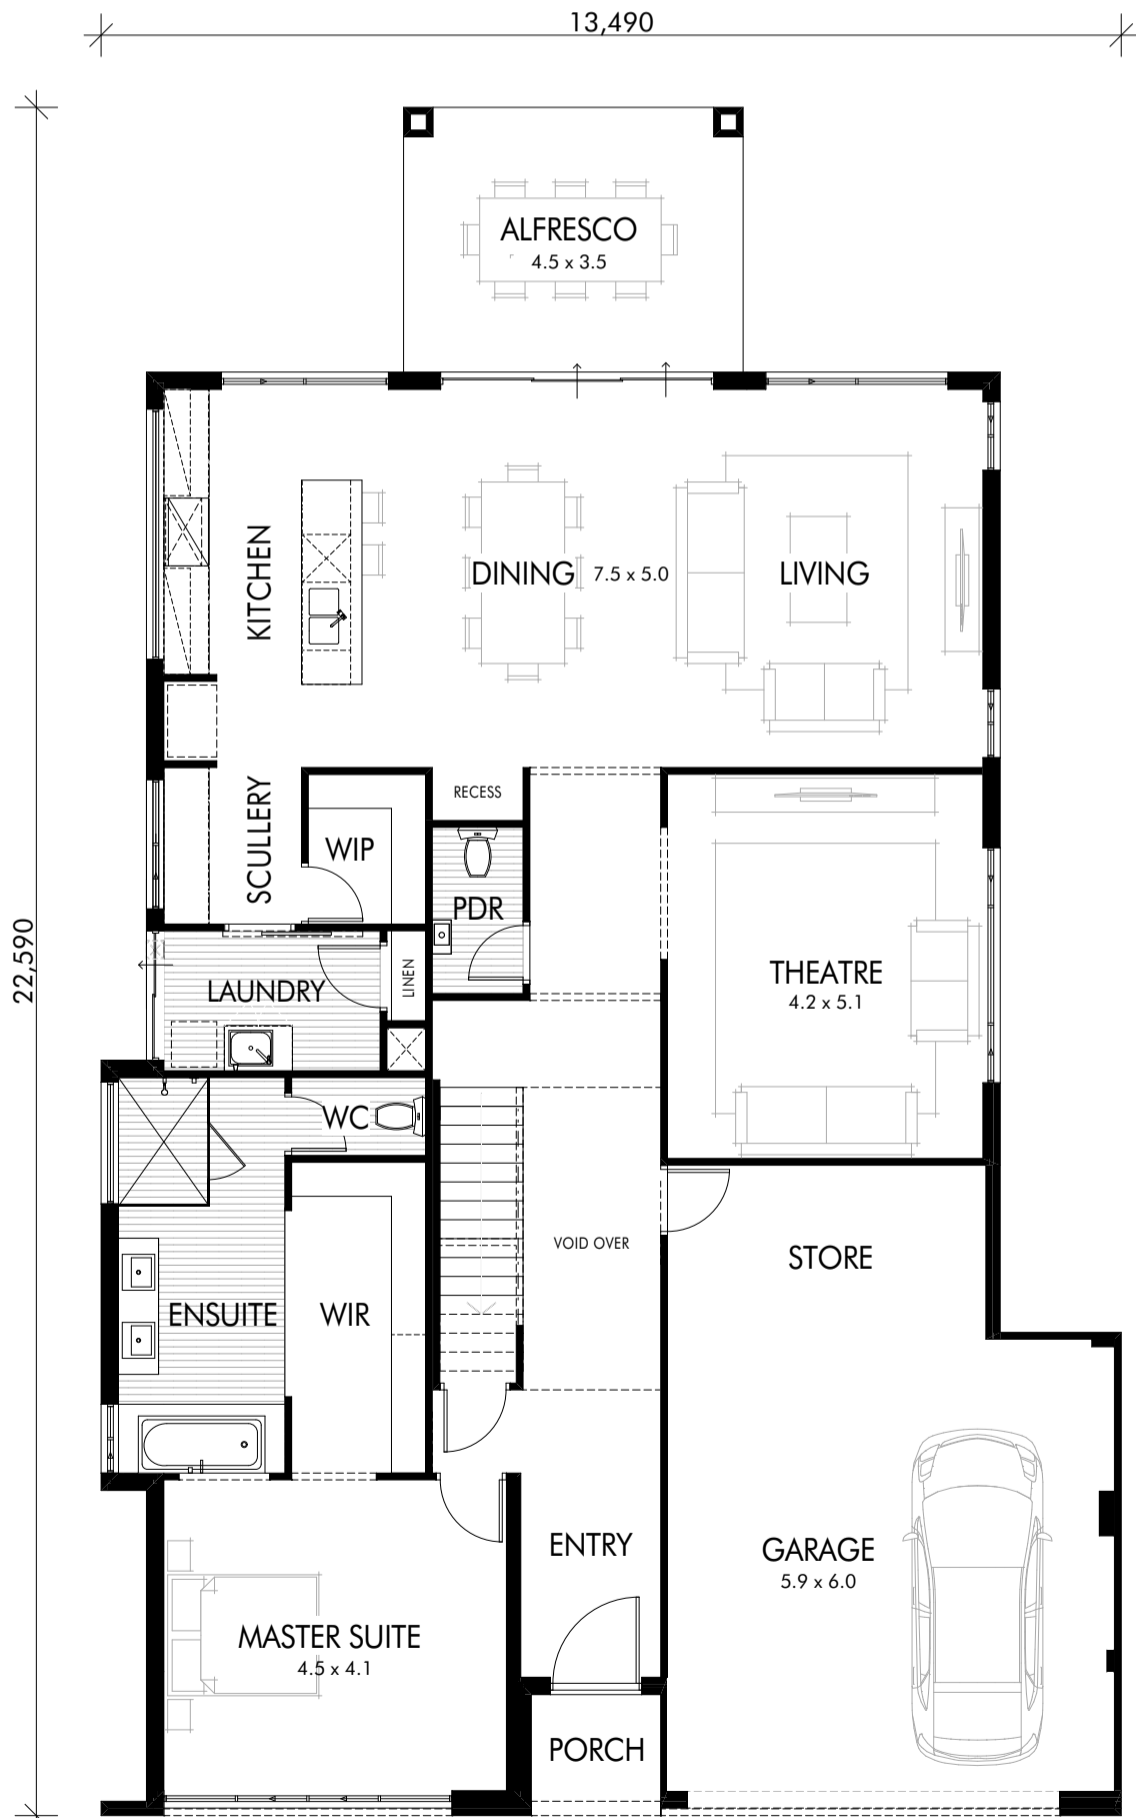 13,490
22,590
ALFRESCO
4.5 x 3.5
KITCHEN
DINING 7.5 x 5.0 LIVING
SCULLERY
RECESS
WIP
PDR
THEATRE
4.2 x 5.1
LAUNDRY
LINEN
WC
VOID OVER
STORE
ENSUITE
WIR
ENTRY
GARAGE
5.9 x 6.0
MASTER SUITE
4.5 x 4.1
PORCH